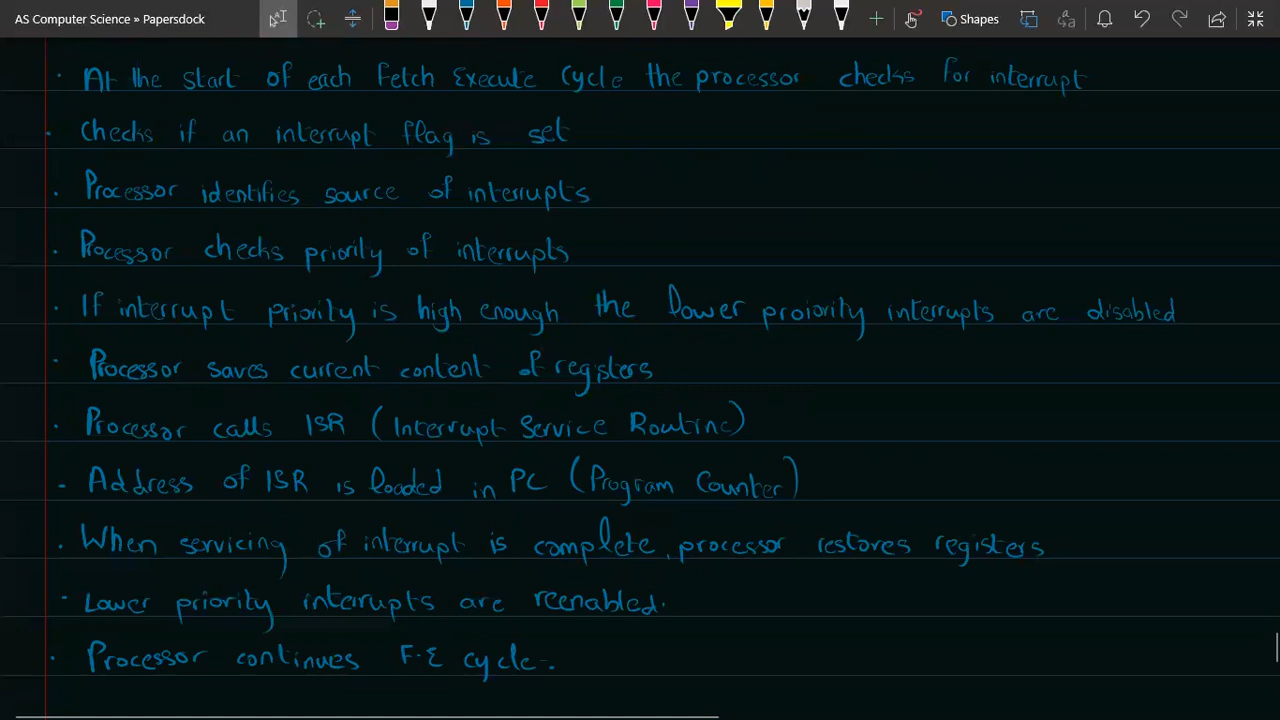 AS Computer Science » Papersdock
Shapes
· At the start of each Fetch Execute Cycle the processor checks for interrupt
· Checks if an interrupt flag is set
· Processor identifies source of interrupts
· Processor checks priority of interrupts
· If interrupt priority is high enough the lower proiority interrupts are disabled
· Processor saves current content of registers
· Processor calls ISR (Interrupt Service Routine)
· Address of ISR is loaded in PC (Program Counter)
· When servicing of interrupt is complete, processor restores registers
· Lower priority interrupts are reenabled.
· Processor continues F-E cycle-.